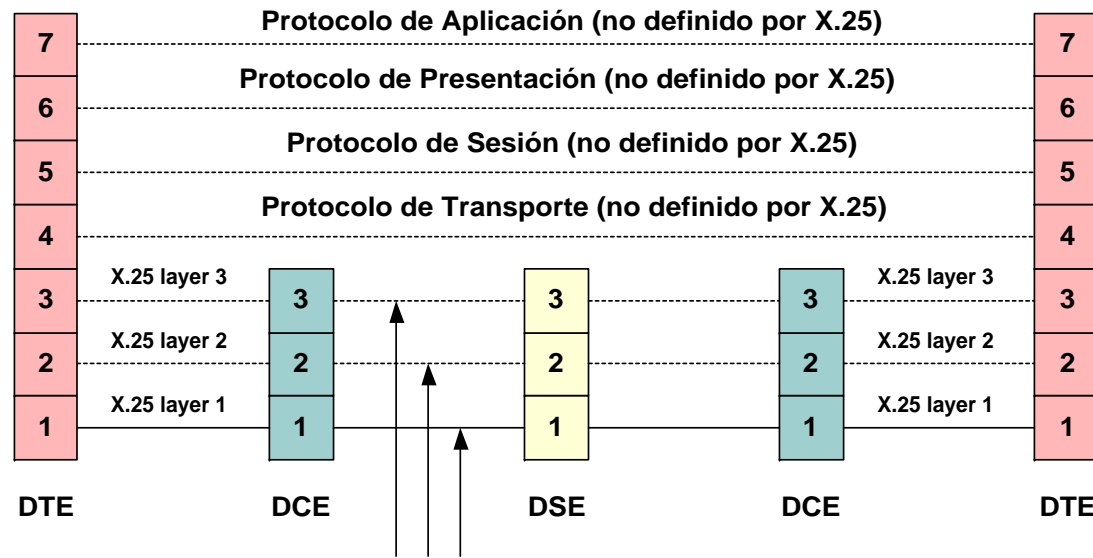 Protocolo de Aplicación (no definido por X.25)
7 7
Protocolo de Presentación (no definido por X.25)
6 6
Protocolo de Sesión (no definido por X.25)
5 5
Protocolo de Transporte (no definido por X.25)
4 4
X.25 layer 3 X.25 layer 3
3 3 3 3 3
X.25 layer 2 X.25 layer 2
2 2 2 2 2
X.25 layer 1 X.25 layer 1
1 1 1 1 1
DTE DCE DSE DCE DTE